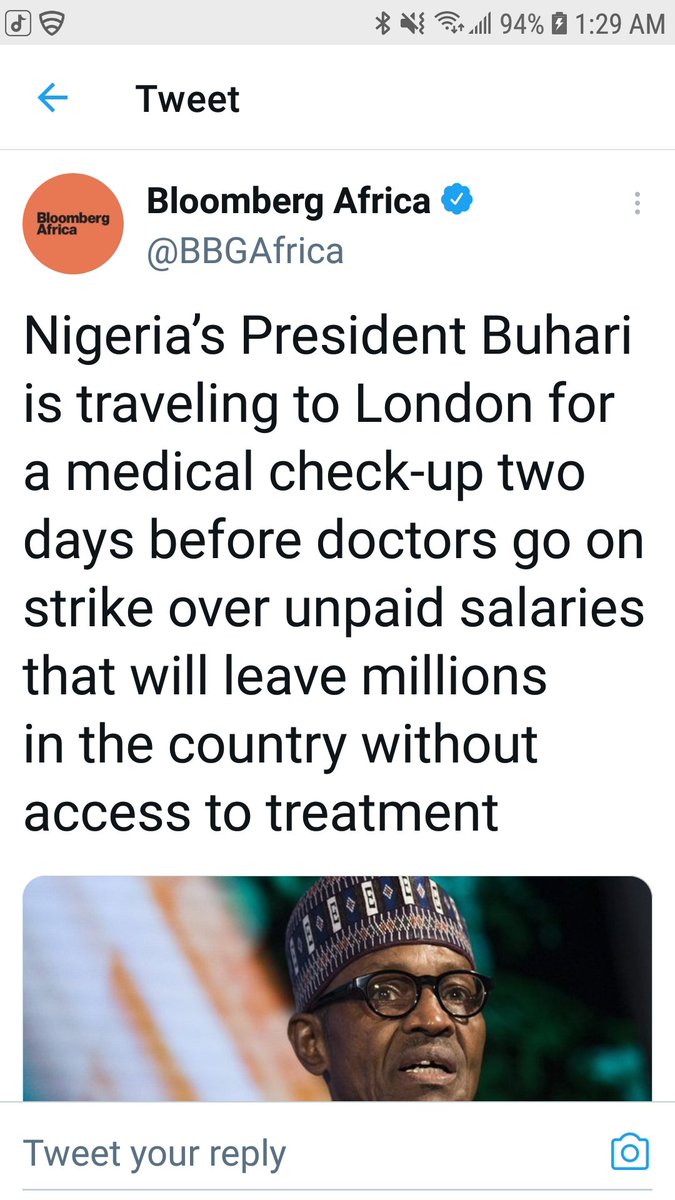 94% 1:29 AM
Tweet
Bloomberg
Africa
Bloomberg Africa
@BBGAfrica
Nigeria’s President Buhari
is traveling to London for
a medical check-up two
days before doctors go on
strike over unpaid salaries
that will leave millions
in the country without
access to treatment
Tweet your reply